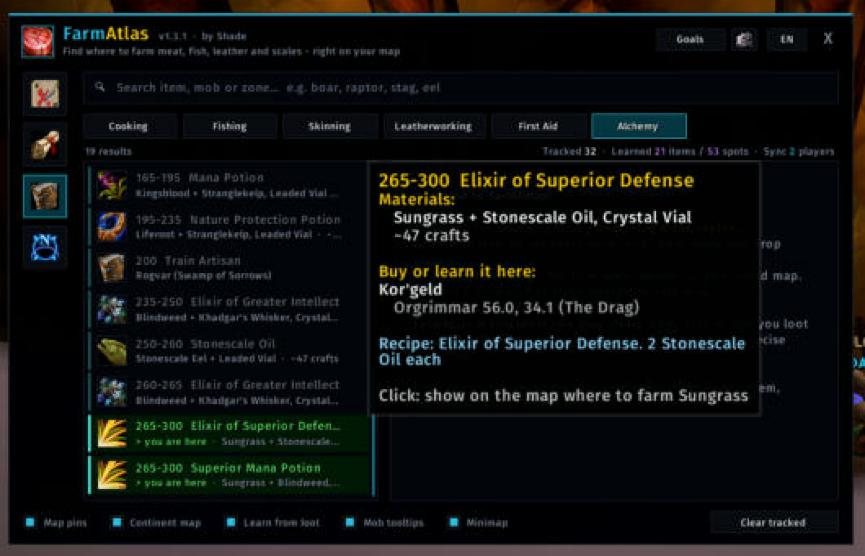 FarmAtlas v1.3.1 · by Shade
Find where to farm meat, fish, leather and scales - right on your map
Goals
EN
X
Search item, mob or zone... e.g. boar, raptor, stag, eel
Cooking
Fishing
Skinning
Leatherworking
First Aid
Alchemy
19 results
Tracked 32 · Learned 21 items / 53 spots · Sync 2 players
165-195 Mana Potion
Kingsblood + Stranglekelp, Leaded Vial ...
195-235 Nature Protection Potion
Liferoot + Stranglekelp, Leaded Vial · ~...
200 Train Artisan
Rogvar (Swamp of Sorrows)
235-250 Elixir of Greater Intellect
Blindweed + Khadgar's Whisker, Crystal...
250-260 Stonescale Oil
Stonescale Eel + Leaded Vial · ~47 crafts
260-265 Elixir of Greater Intellect
Blindweed + Khadgar's Whisker, Crystal...
265-300 Elixir of Superior Defen...
> you are here · Sungrass + Stonescale...
265-300 Superior Mana Potion
> you are here · Sungrass + Blindweed,...
265-300 Elixir of Superior Defense
Materials:
Sungrass + Stonescale Oil, Crystal Vial
~47 crafts
Buy or learn it here:
Kor'geld
Orgrimmar 56.0, 34.1 (The Drag)
Recipe: Elixir of Superior Defense. 2 Stonescale
Oil each
Click: show on the map where to farm Sungrass
d map.
you loot
Map pins
Continent map
Learn from loot
Mob tooltips
Minimap
Clear tracked